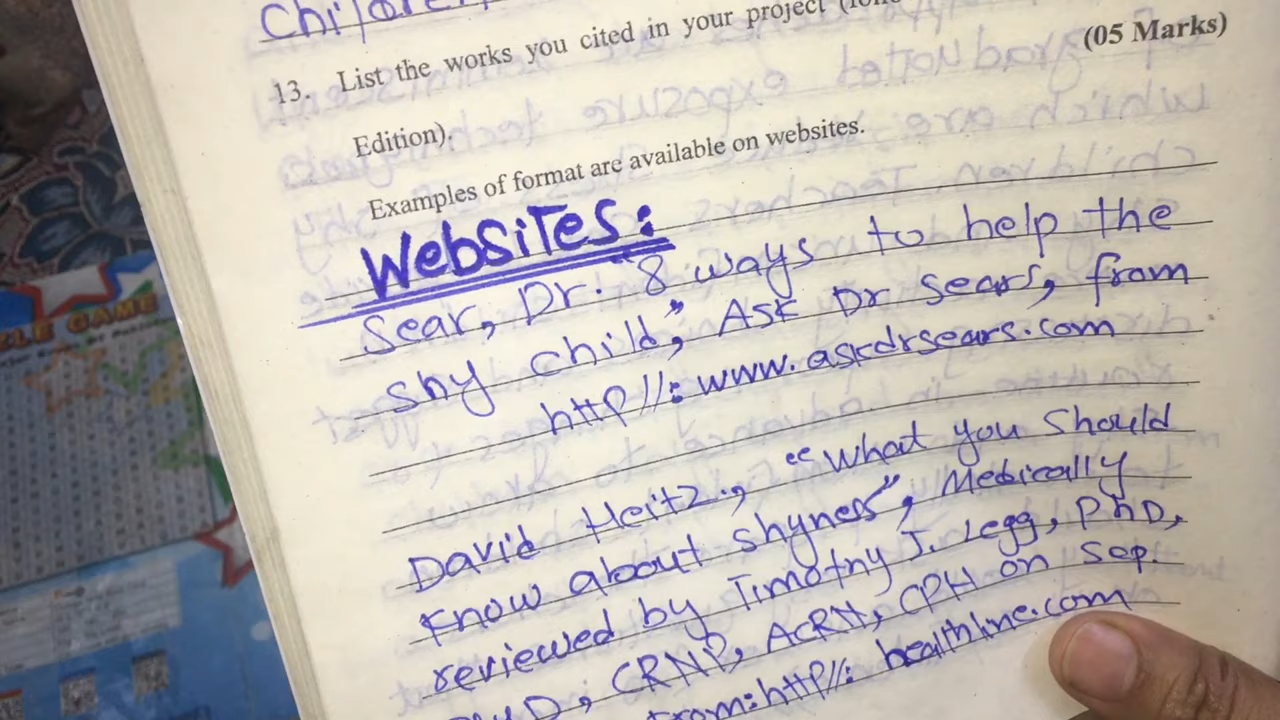 Children
13. List the works you cited in your project
(05 Marks)
Edition).
Examples of format are available on websites.
Websites:
Sear, Dr. "8 ways to help the
shy child," Ask Dr Sears, from
http//: www.askdrsears.com
David Heitz., "What you Should
Know about shyness", Medically
reviewed by Timothy J. Legg, PhD,
CRNP, ACRN, CPH on Sep.
from: http//: healthline.com
LE GAME